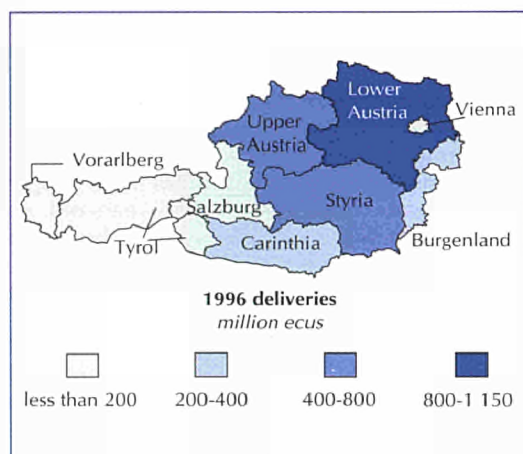 Lower
Austria
Vienna
Upper
Austria
Vorarlberg
Salzburg
Styria
Tyrol
Carinthia
Burgenland
1996 deliveries
million ecus
less than 200
200-400
400-800
800-1 150